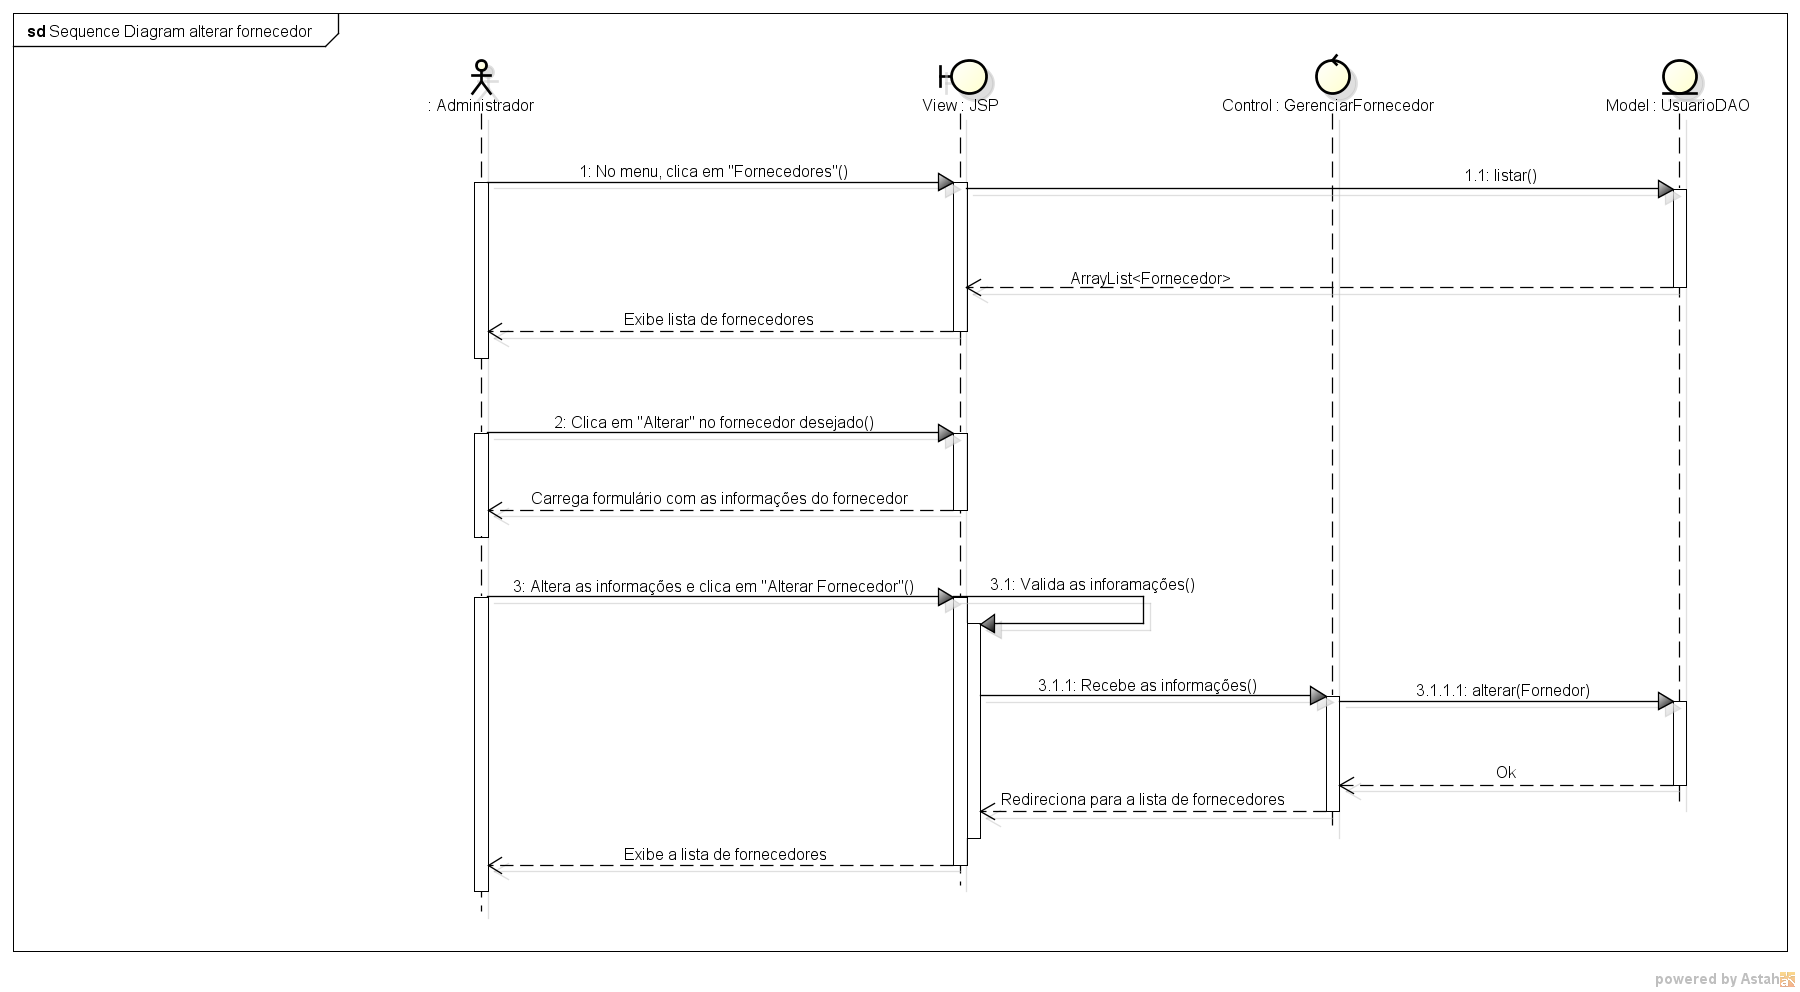 sd Sequence Diagram alterar fornecedor
: Administrador
View : JSP
Control : GerenciarFornecedor
Model : UsuarioDAO
1: No menu, clica em "Fornecedores"()
1.1: listar()
ArrayList<Fornecedor>
Exibe lista de fornecedores
2: Clica em "Alterar" no fornecedor desejado()
Carrega formulário com as informações do fornecedor
3: Altera as informações e clica em "Alterar Fornecedor"()
3.1: Valida as inforamações()
3.1.1: Recebe as informações()
3.1.1.1: alterar(Fornedor)
Ok
Redireciona para a lista de fornecedores
Exibe a lista de fornecedores
powered by Astah